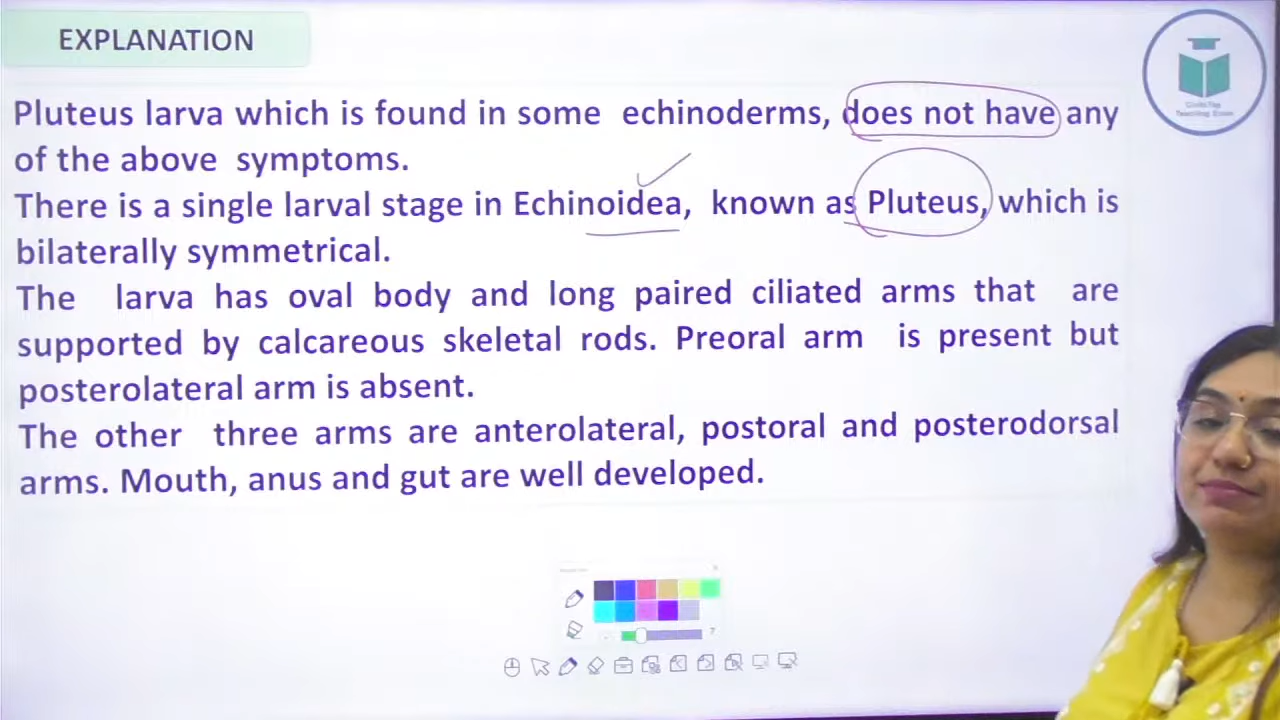 EXPLANATION
Pluteus larva which is found in some echinoderms, does not have any
of the above symptoms.
There is a single larval stage in Echinoidea, known as Pluteus, which is
bilaterally symmetrical.
The larva has oval body and long paired ciliated arms that are
supported by calcareous skeletal rods. Preoral arm is present but
posterolateral arm is absent.
The other three arms are anterolateral, postoral and posterodorsal
arms. Mouth, anus and gut are well developed.
Teaching Exam
7